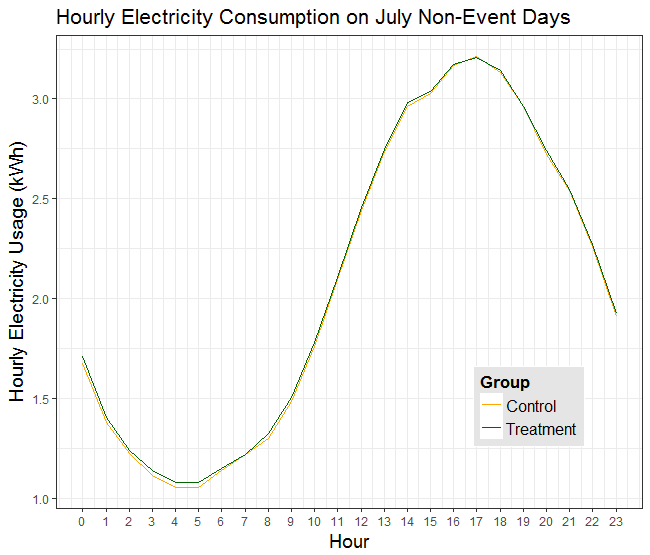 Hourly Electricity Consumption on July Non-Event Days
Hourly Electricity Usage (kWh)
3.0
2.5
2.0
1.5
1.0
Group
Control
Treatment
0 1 2 3 4 5 6 7 8 9 10 11 12 13 14 15 16 17 18 19 20 21 22 23
Hour